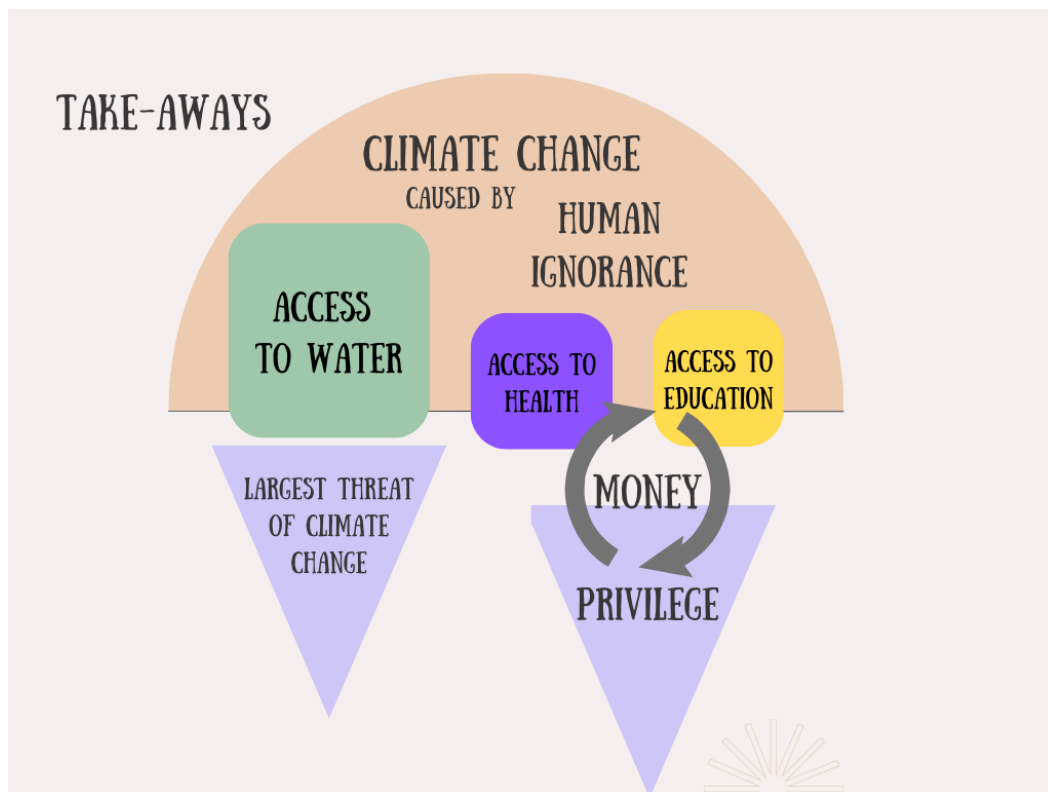 TAKE-AWAYS
CLIMATE CHANGE
CAUSED BY
HUMAN
IGNORANCE
ACCESS
TO WATER
ACCESS TO
HEALTH
ACCESS TO
EDUCATION
LARGEST THREAT
OF CLIMATE
CHANGE
MONEY
PRIVILEGE